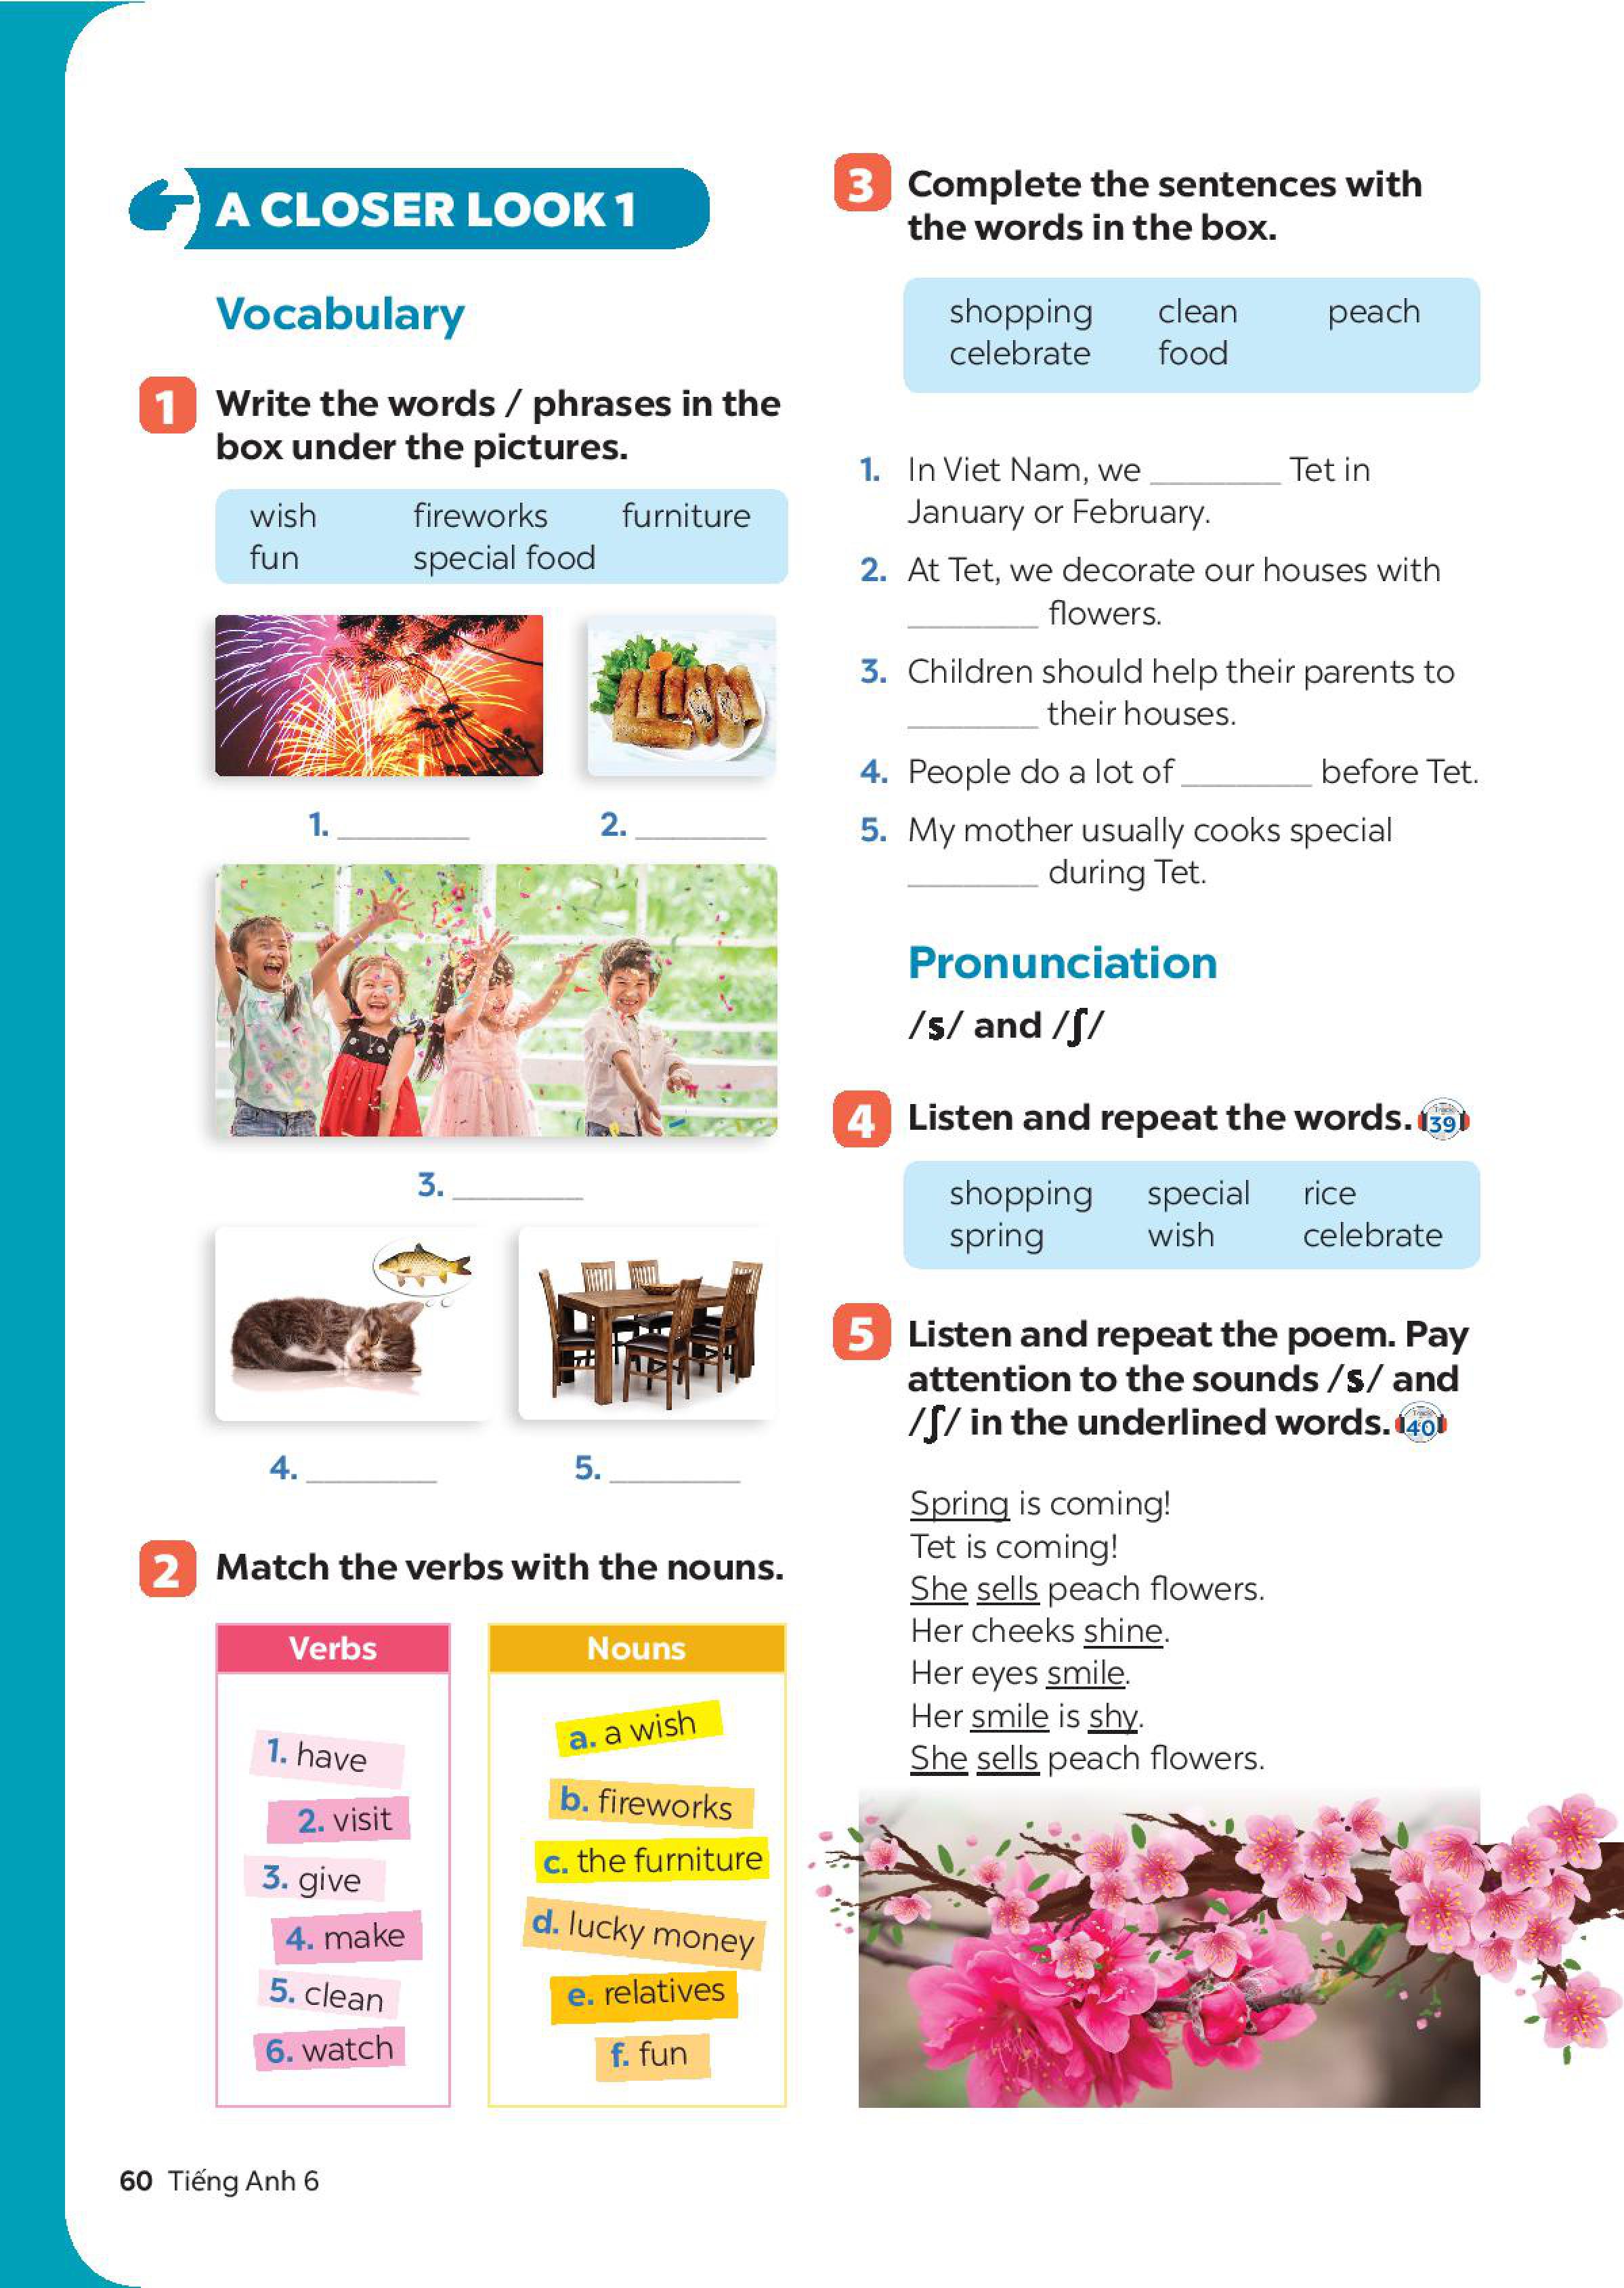 A CLOSER LOOK 1
Vocabulary
1 Write the words / phrases in the
box under the pictures.
wish fireworks furniture
fun special food
1. ________ 2. ________
3. ________
4. ________ 5. ________
2 Match the verbs with the nouns.
Verbs
1. have
2. visit
3. give
4. make
5. clean
6. watch
Nouns
a. a wish
b. fireworks
c. the furniture
d. lucky money
e. relatives
f. fun
3 Complete the sentences with
the words in the box.
shopping clean peach
celebrate food
1. In Viet Nam, we ________ Tet in
January or February.
2. At Tet, we decorate our houses with
________ flowers.
3. Children should help their parents to
________ their houses.
4. People do a lot of ________ before Tet.
5. My mother usually cooks special
________ during Tet.
Pronunciation
/s/ and /ʃ/
4 Listen and repeat the words. Track 39
shopping special rice
spring wish celebrate
5 Listen and repeat the poem. Pay
attention to the sounds /s/ and
/ʃ/ in the underlined words. Track 40
Spring is coming!
Tet is coming!
She sells peach flowers.
Her cheeks shine.
Her eyes smile.
Her smile is shy.
She sells peach flowers.
60 Tiếng Anh 6